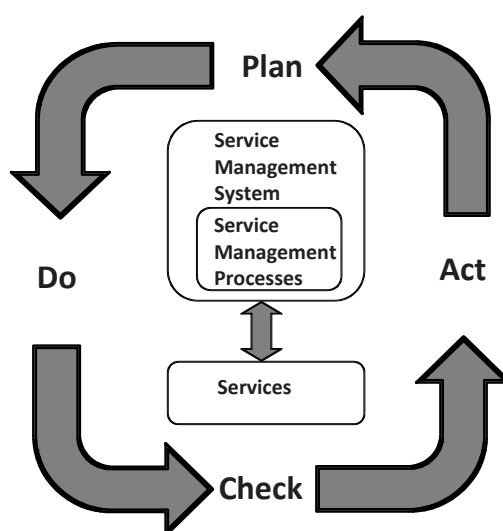 Plan
Service
Management
System
Service
Management
Processes
Do
Act
Services
Check